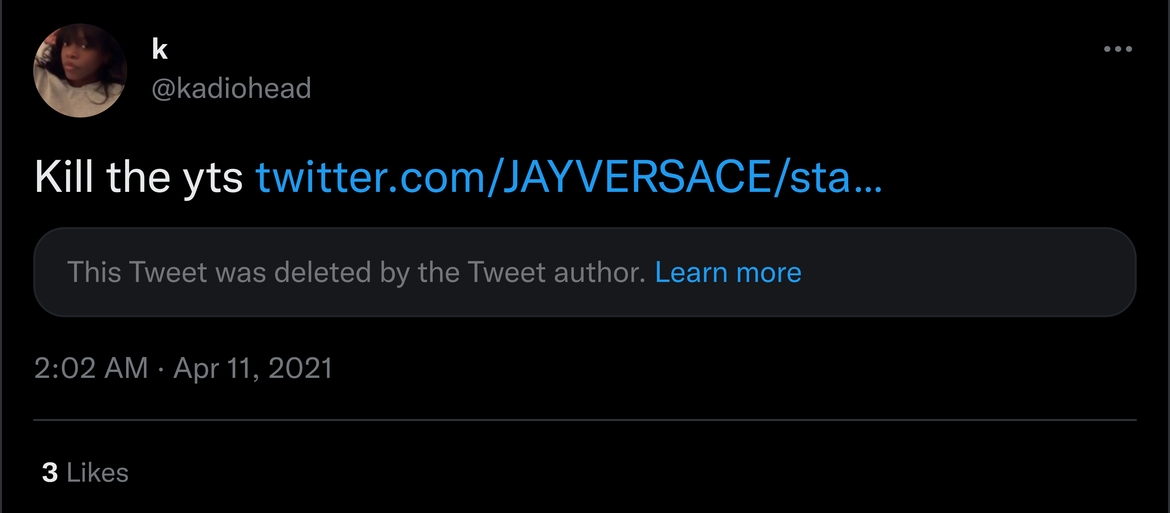 k
@kadiohead
Kill the yts twitter.com/JAYVERSACE/sta…
This Tweet was deleted by the Tweet author. Learn more
2:02 AM · Apr 11, 2021
3 Likes